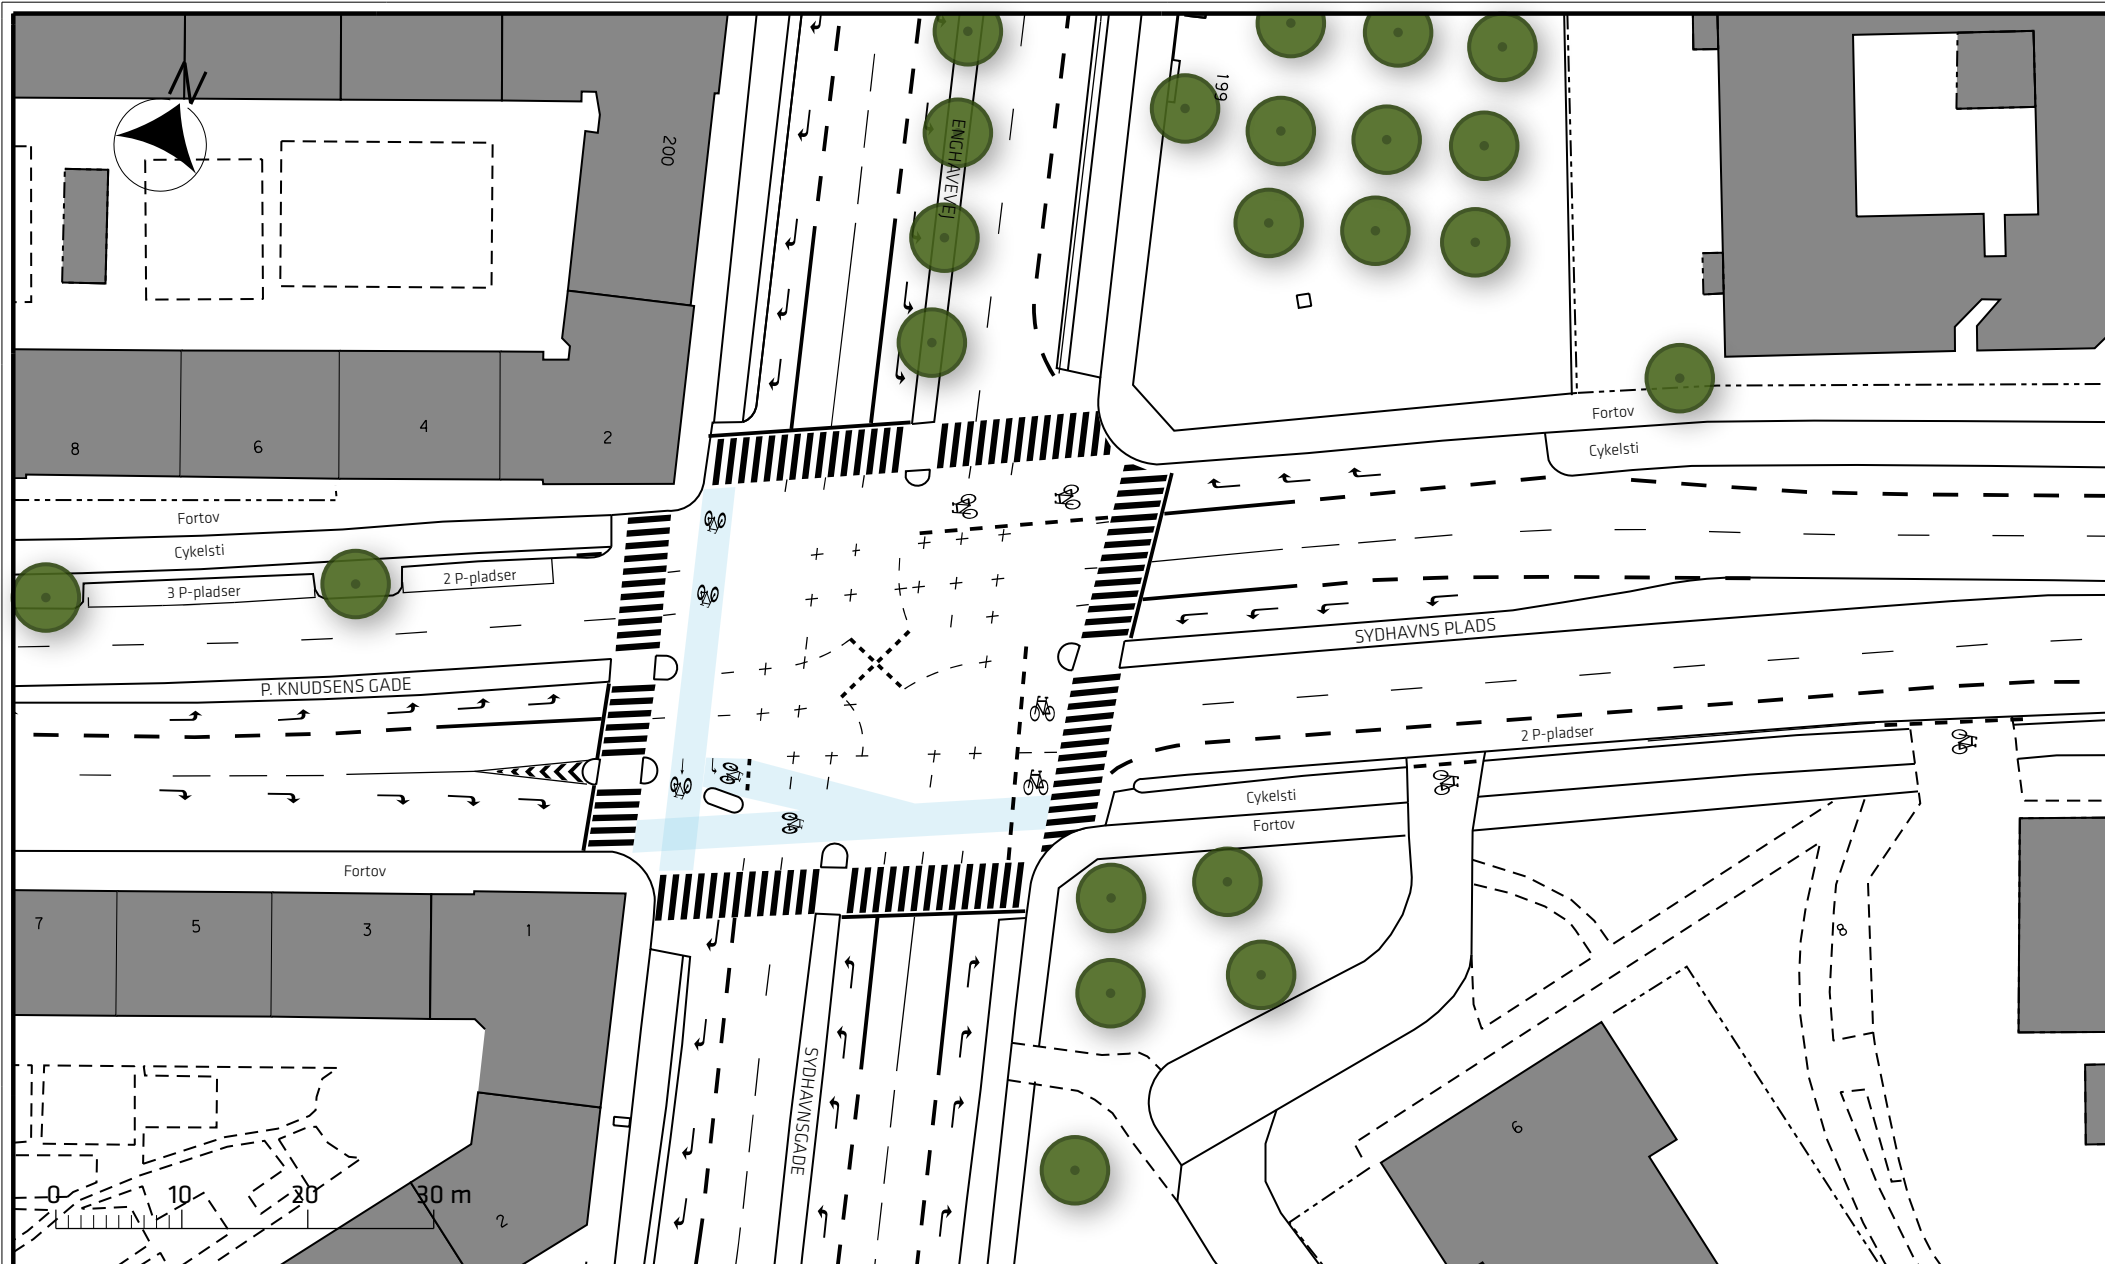 N
200
199
ENGHAVEVEJ
8
6
4
2
Fortov
Cykelsti
3 P-pladser
2 P-pladser
Fortov
Cykelsti
SYDHAVNS PLADS
P. KNUDSENS GADE
2 P-pladser
Cykelsti
Fortov
Fortov
7
5
3
1
8
SYDHAVNSGADE
6
0 10 20 30 m
2